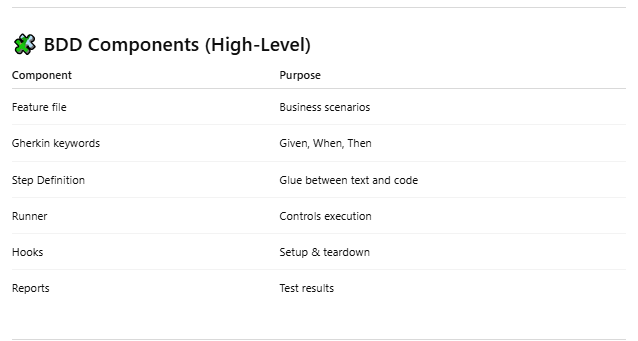 BDD Components (High-Level)
Component Purpose
Feature file Business scenarios
Gherkin keywords Given, When, Then
Step Definition Glue between text and code
Runner Controls execution
Hooks Setup & teardown
Reports Test results